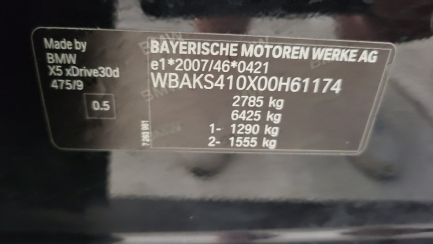 Made by
BMW
X5 xDrive30d
475/9
0.5
BAYERISCHE MOTOREN WERKE AG
e1*2007/46*0421
WBAKS410X00H61174
2785 kg
6425 kg
1- 1290 kg
2- 1555 kg